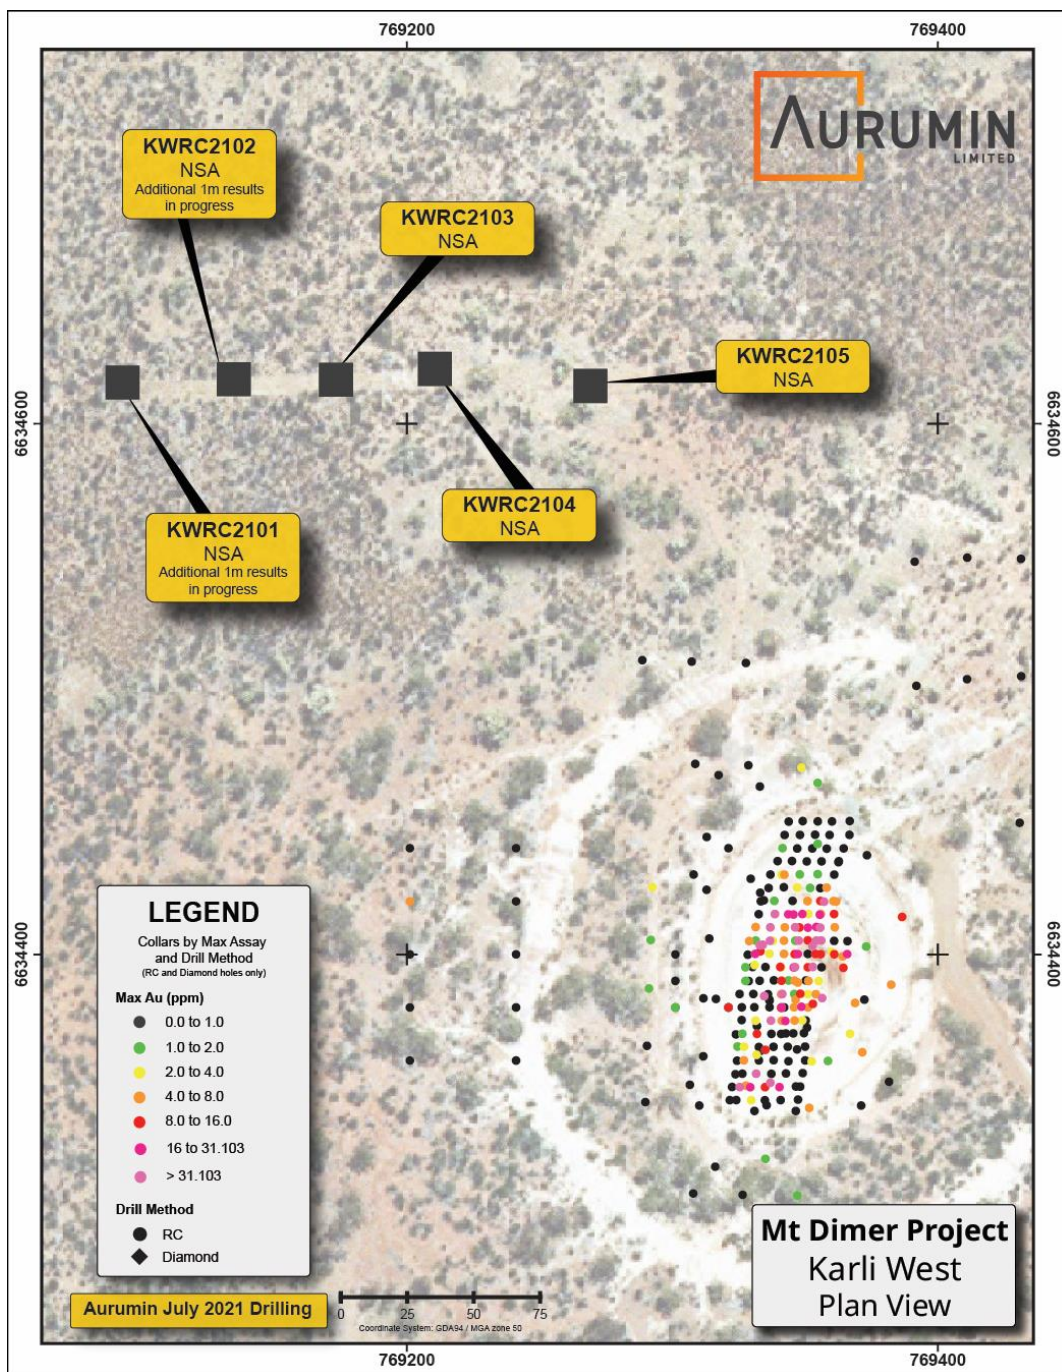 769200
769400
AURUMIN
LIMITED
KWRC2102
NSA
Additional 1m results
in progress
KWRC2103
NSA
KWRC2105
NSA
6634600
6634600
KWRC2104
NSA
KWRC2101
NSA
Additional 1m results
in progress
LEGEND
Collars by Max Assay
and Drill Method
(RC and Diamond holes only)
Max Au (ppm)
0.0 to 1.0
1.0 to 2.0
2.0 to 4.0
4.0 to 8.0
8.0 to 16.0
16 to 31.103
> 31.103
Drill Method
RC
Diamond
6634400
6634400
Mt Dimer Project
Karli West
Plan View
Aurumin July 2021 Drilling
0 25 50 75
Coordinate System: GDA94 / MGA zone 50
769200
769400